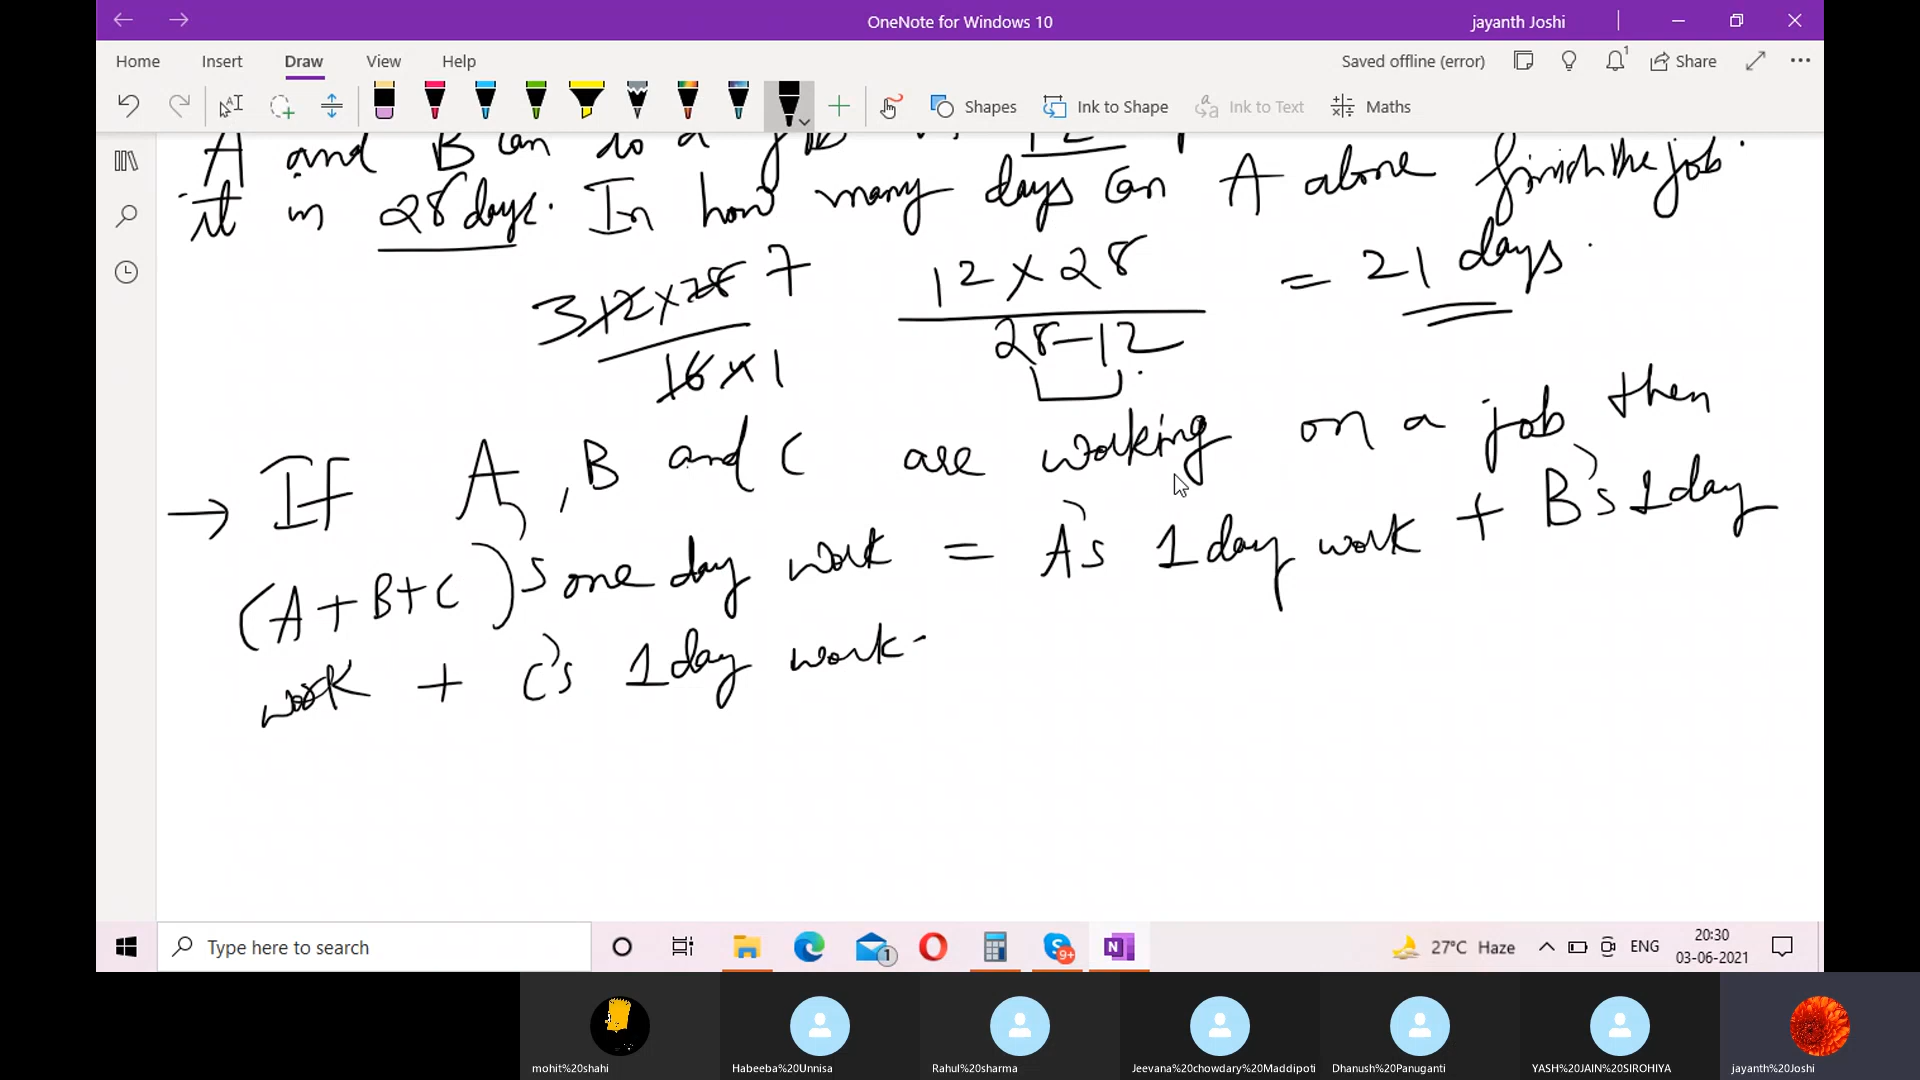 OneNote for Windows 10
jayanth Joshi
Home Insert Draw View Help
Saved offline (error)
1
Share
Shapes
Ink to Shape
Ink to Text
Maths
A and B can do a job
it in 28 days. In how many days can A alone finish the job.
3 12 x 28 7
16 x 1
12 x 28
28 - 12
= 21 days.
→ If A, B and C are working on a job then
(A+B+C)'s one day work = A's 1 day work + B's 1 day
work + C's 1 day work.
Type here to search
1
9+
N
27°C Haze
ENG
20:30
03-06-2021
mohit%20shahi
Habeeba%20Unnisa
Rahul%20sharma
Jeevana%20chowdary%20Maddipoti
Dhanush%20Panuganti
YASH%20JAIN%20SIROHIYA
jayanth%20Joshi